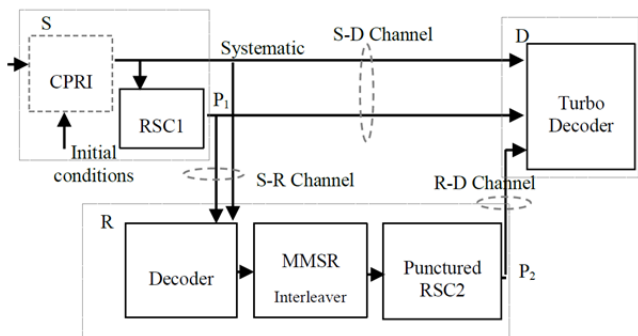 S
CPRI
Systematic
S-D Channel
D
Turbo
Decoder
P1
RSC1
Initial
conditions
S-R Channel
R-D Channel
R
Decoder
MMSR
Interleaver
Punctured
RSC2
P2